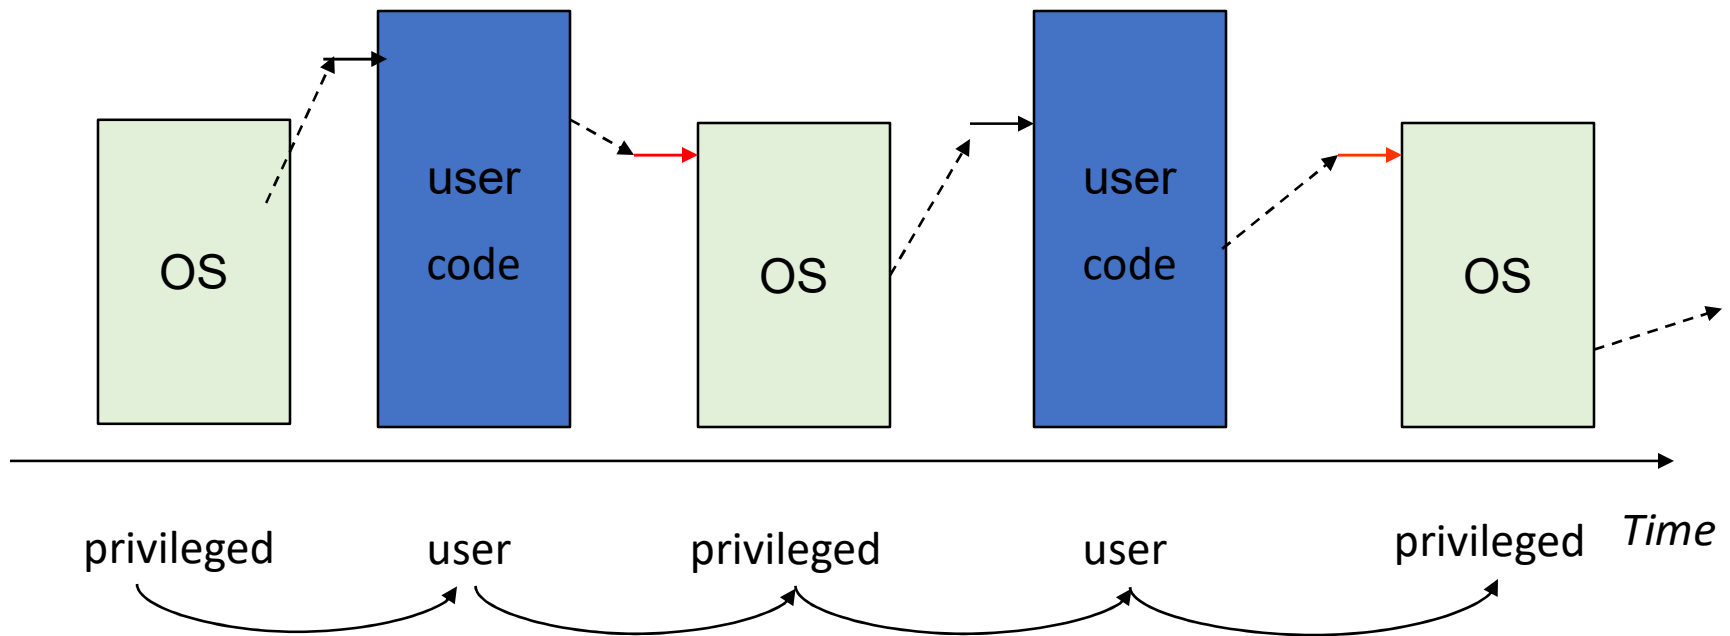 OS
user
code
OS
user
code
OS
privileged
user
privileged
user
privileged
Time